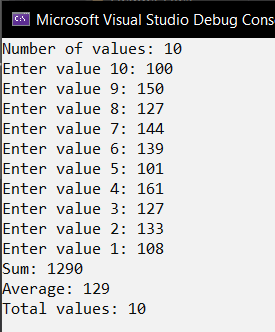 Microsoft Visual Studio Debug Cons
Number of values: 10
Enter value 10: 100
Enter value 9: 150
Enter value 8: 127
Enter value 7: 144
Enter value 6: 139
Enter value 5: 101
Enter value 4: 161
Enter value 3: 127
Enter value 2: 133
Enter value 1: 108
Sum: 1290
Average: 129
Total values: 10